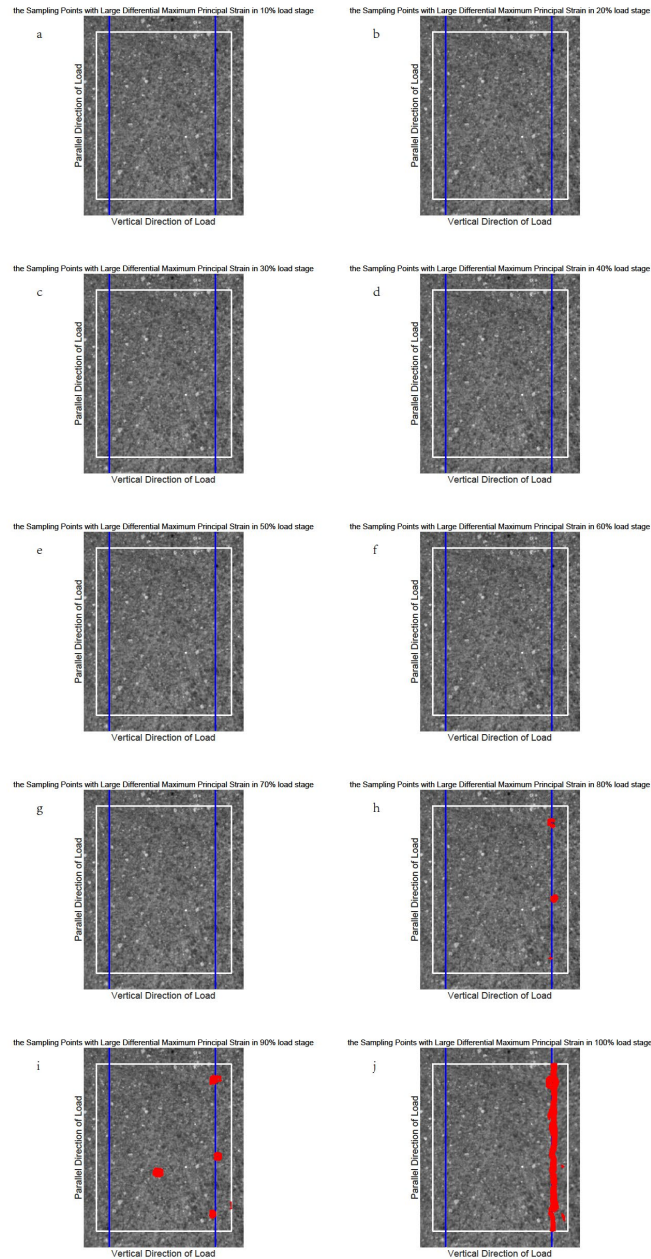 the Sampling Points with Large Differential Maximum Principal Strain in 10% load stage
a
Parallel Direction of Load
Vertical Direction of Load
the Sampling Points with Large Differential Maximum Principal Strain in 20% load stage
b
Parallel Direction of Load
Vertical Direction of Load
the Sampling Points with Large Differential Maximum Principal Strain in 30% load stage
c
Parallel Direction of Load
Vertical Direction of Load
the Sampling Points with Large Differential Maximum Principal Strain in 40% load stage
d
Parallel Direction of Load
Vertical Direction of Load
the Sampling Points with Large Differential Maximum Principal Strain in 50% load stage
e
Parallel Direction of Load
Vertical Direction of Load
the Sampling Points with Large Differential Maximum Principal Strain in 60% load stage
f
Parallel Direction of Load
Vertical Direction of Load
the Sampling Points with Large Differential Maximum Principal Strain in 70% load stage
g
Parallel Direction of Load
Vertical Direction of Load
the Sampling Points with Large Differential Maximum Principal Strain in 80% load stage
h
Parallel Direction of Load
Vertical Direction of Load
the Sampling Points with Large Differential Maximum Principal Strain in 90% load stage
i
Parallel Direction of Load
Vertical Direction of Load
the Sampling Points with Large Differential Maximum Principal Strain in 100% load stage
j
Parallel Direction of Load
Vertical Direction of Load